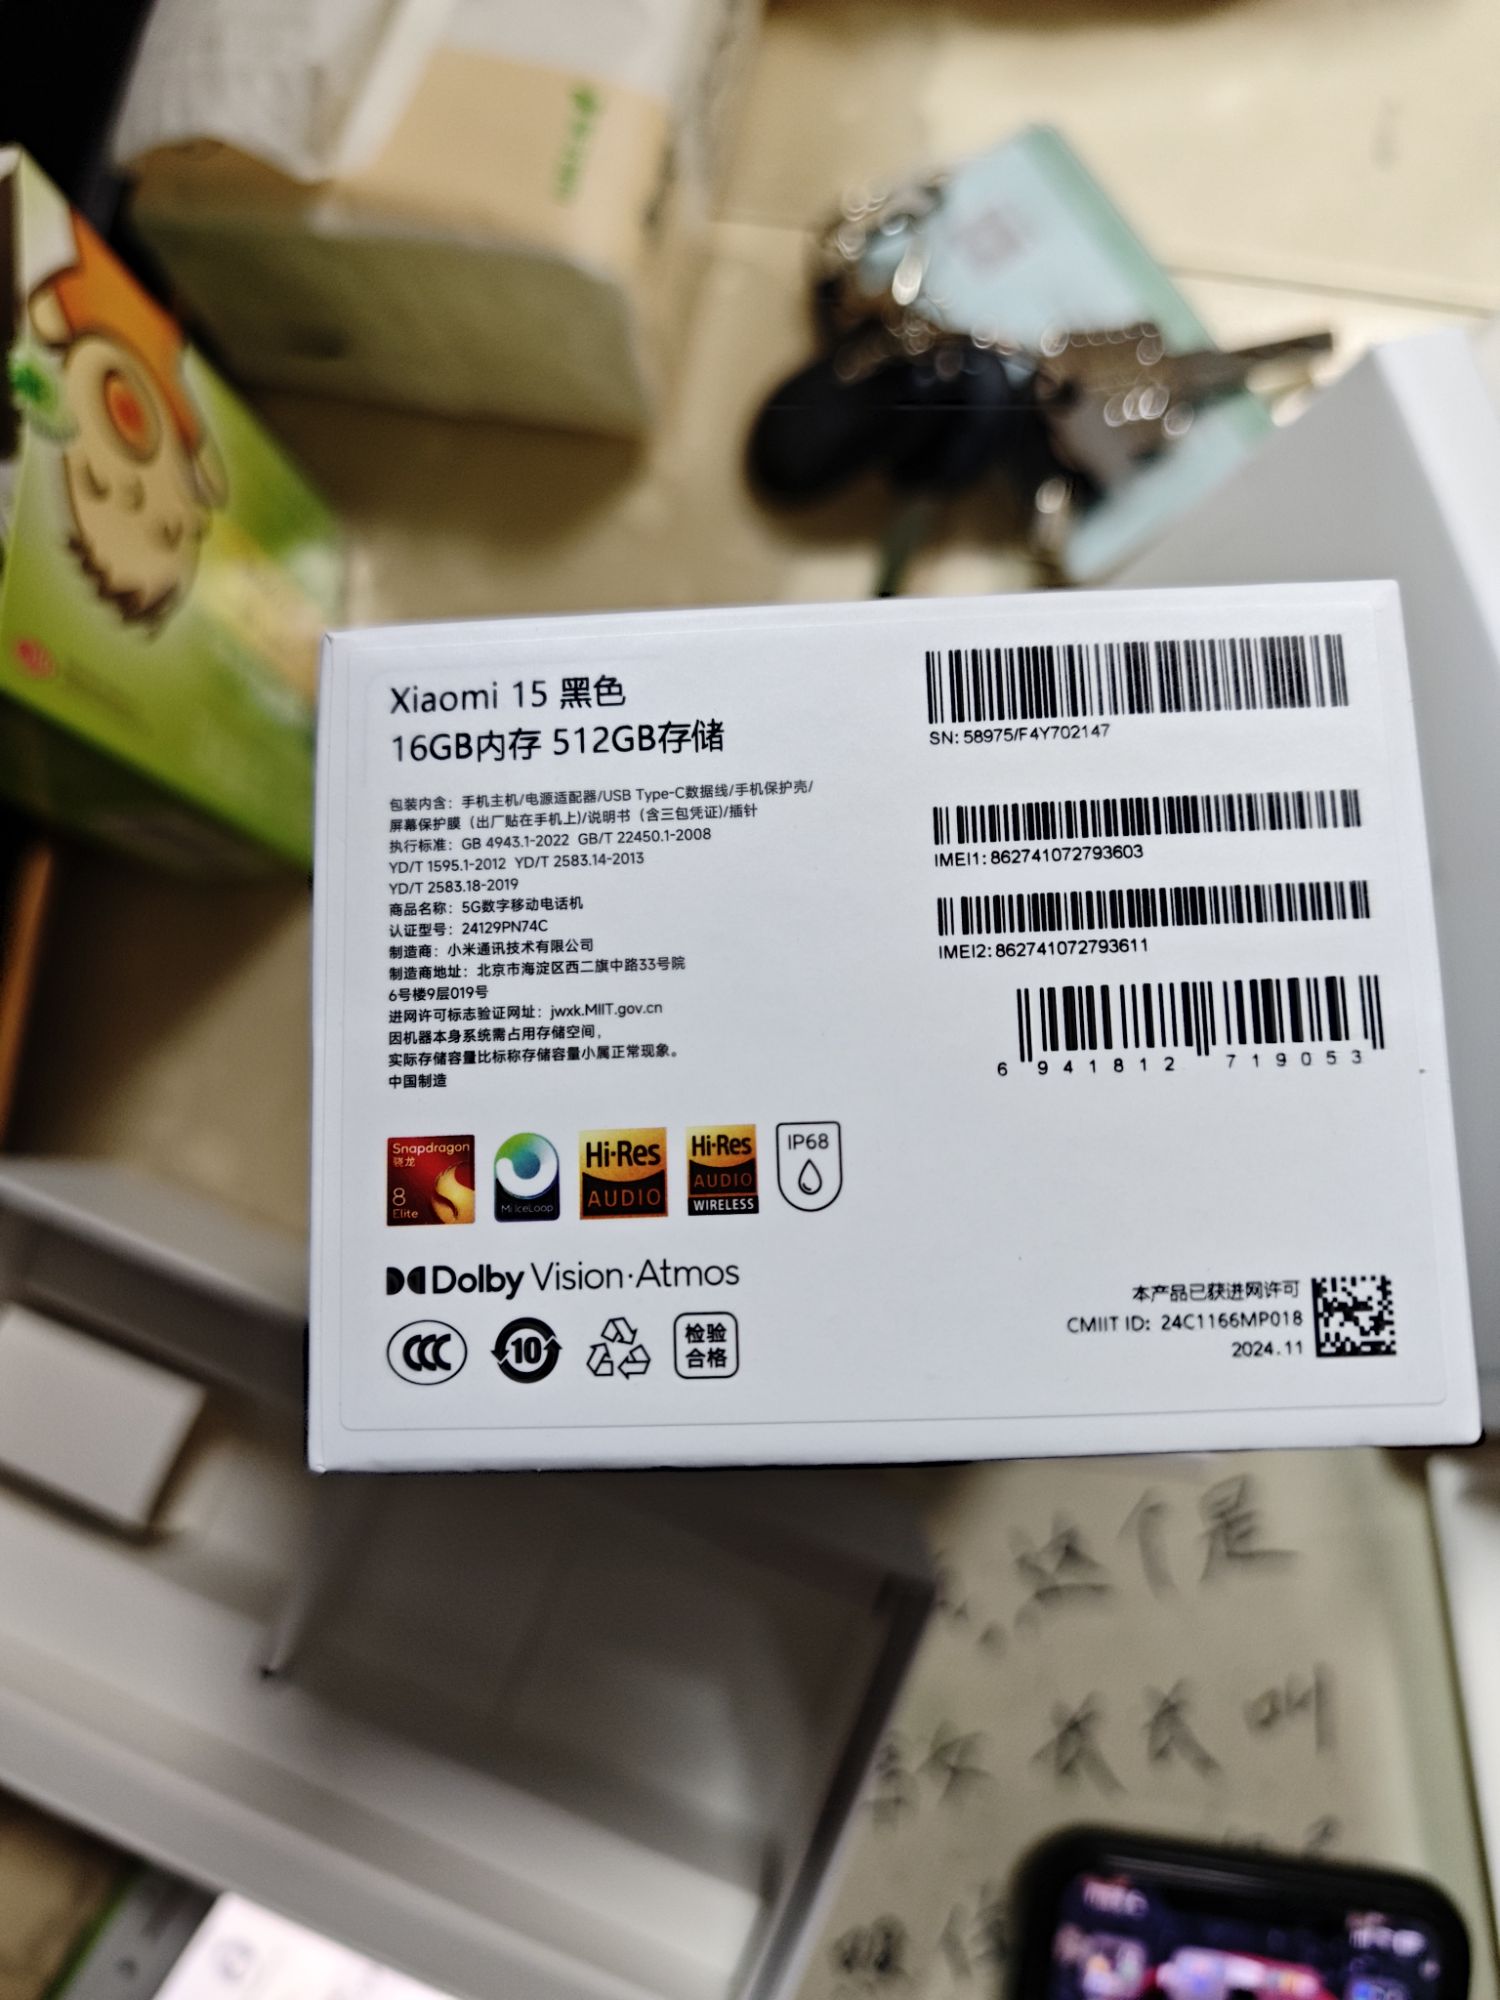 Xiaomi 15 黑色
16GB内存 512GB存储
包装内含：手机主机/电源适配器/USB Type-C数据线/手机保护壳/
屏幕保护膜（出厂贴在手机上)/说明书（含三包凭证)/插针
执行标准：GB 4943.1-2022 GB/T 22450.1-2008
YD/T 1595.1-2012 YD/T 2583.14-2013
YD/T 2583.18-2019
商品名称：5G数字移动电话机
认证型号：24129PN74C
制造商：小米通讯技术有限公司
制造商地址：北京市海淀区西二旗中路33号院
6号楼9层019号
进网许可标志验证网址：jwxk.MIIT.gov.cn
因机器本身系统需占用存储空间，
实际存储容量比标称存储容量小属正常现象。
中国制造
SN: 58975/F4Y702147
IMEI1: 862741072793603
IMEI2: 862741072793611
6 941812 719053
Snapdragon
骁龙
8
Elite
Mi IceLoop
Hi-Res
AUDIO
Hi-Res
AUDIO
WIRELESS
IP68
Dolby Vision·Atmos
CCC
10
检验
合格
本产品已获进网许可
CMIIT ID: 24C1166MP018
2024.11
这个是
长长叫